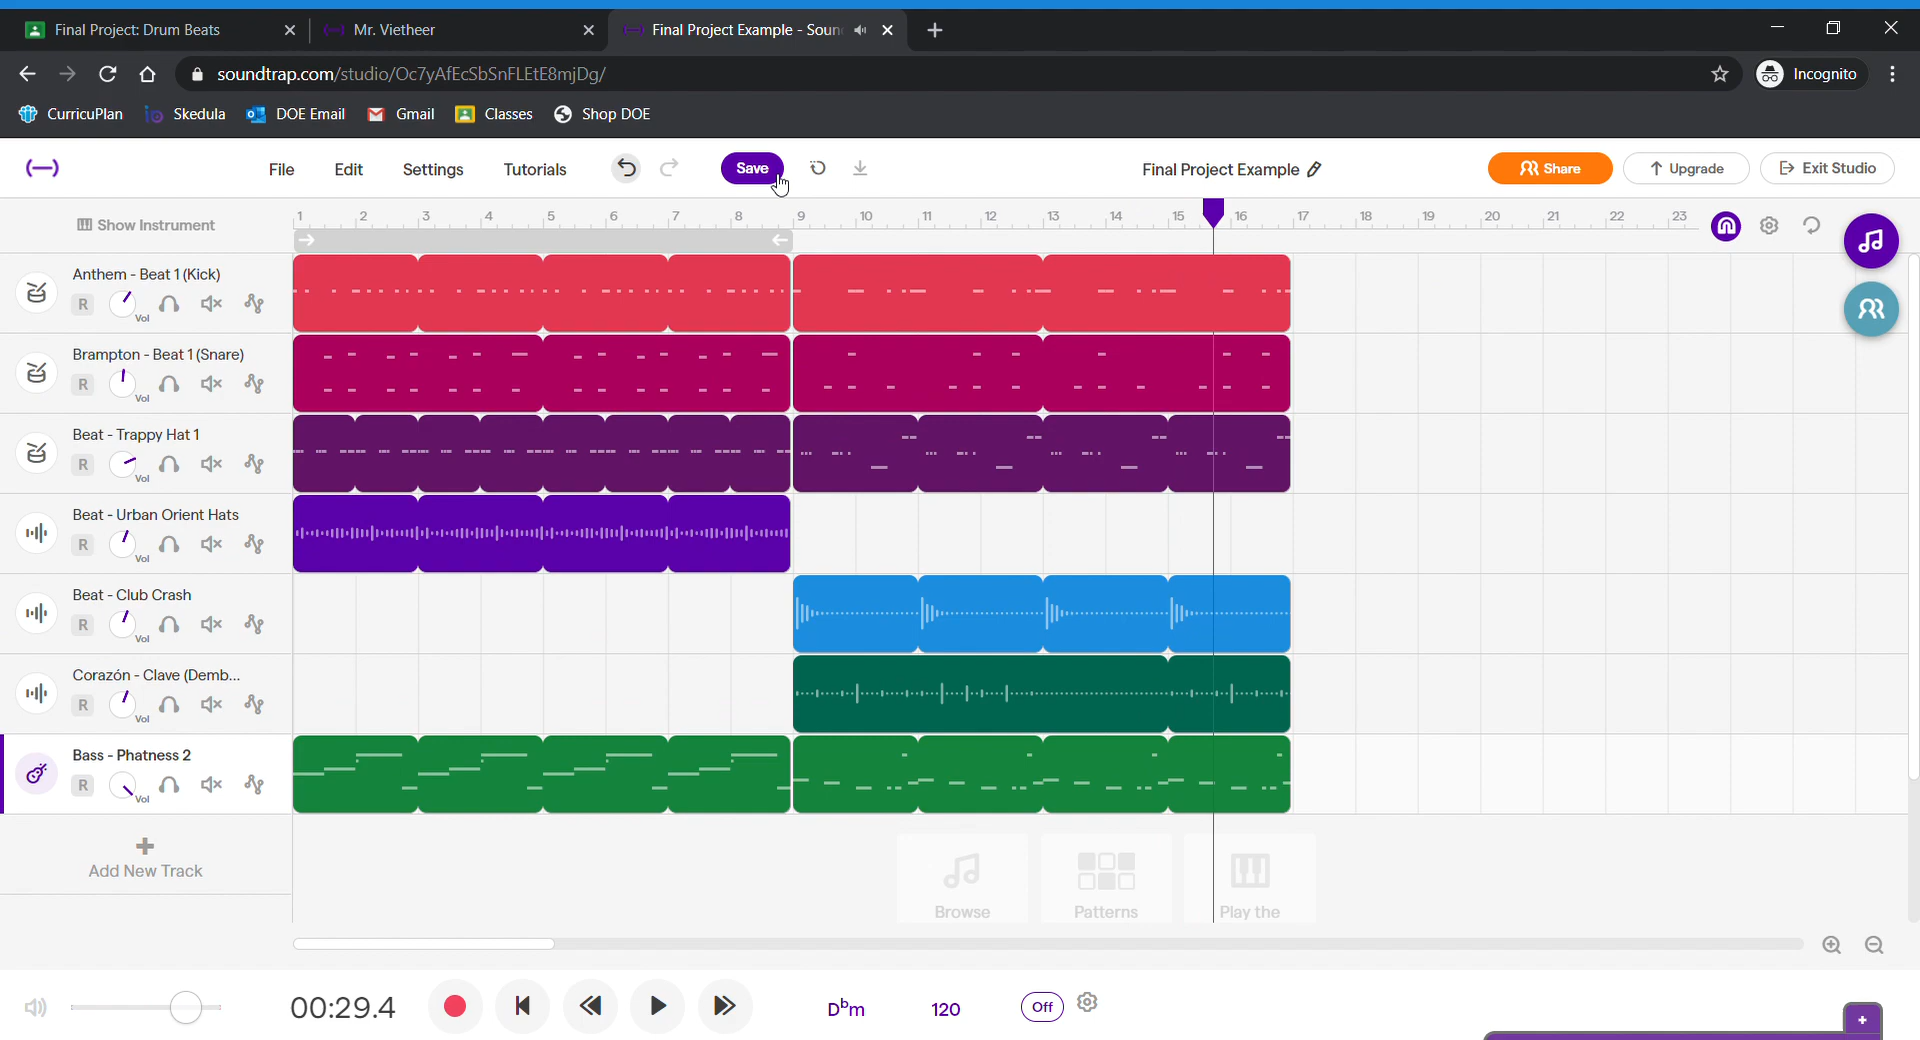 Final Project: Drum Beats
Mr. Vietheer
Final Project Example - Soun
soundtrap.com/studio/Oc7yAfEcSbSnFLEtE8mjDg/
Incognito
CurricuPlan Skedula DOE Email Gmail Classes Shop DOE
File Edit Settings Tutorials Save Final Project Example Share Upgrade Exit Studio
Show Instrument
1 2 3 4 5 6 7 8 9 10 11 12 13 14 15 16 17 18 19 20 21 22 23
Anthem - Beat 1 (Kick)
R Vol
Brampton - Beat 1 (Snare)
R Vol
Beat - Trappy Hat 1
R Vol
Beat - Urban Orient Hats
R Vol
Beat - Club Crash
R Vol
Corazón - Clave (Demb...
R Vol
Bass - Phatness 2
R Vol
Add New Track
Browse Patterns Play the
00:29.4 Dbm 120 Off